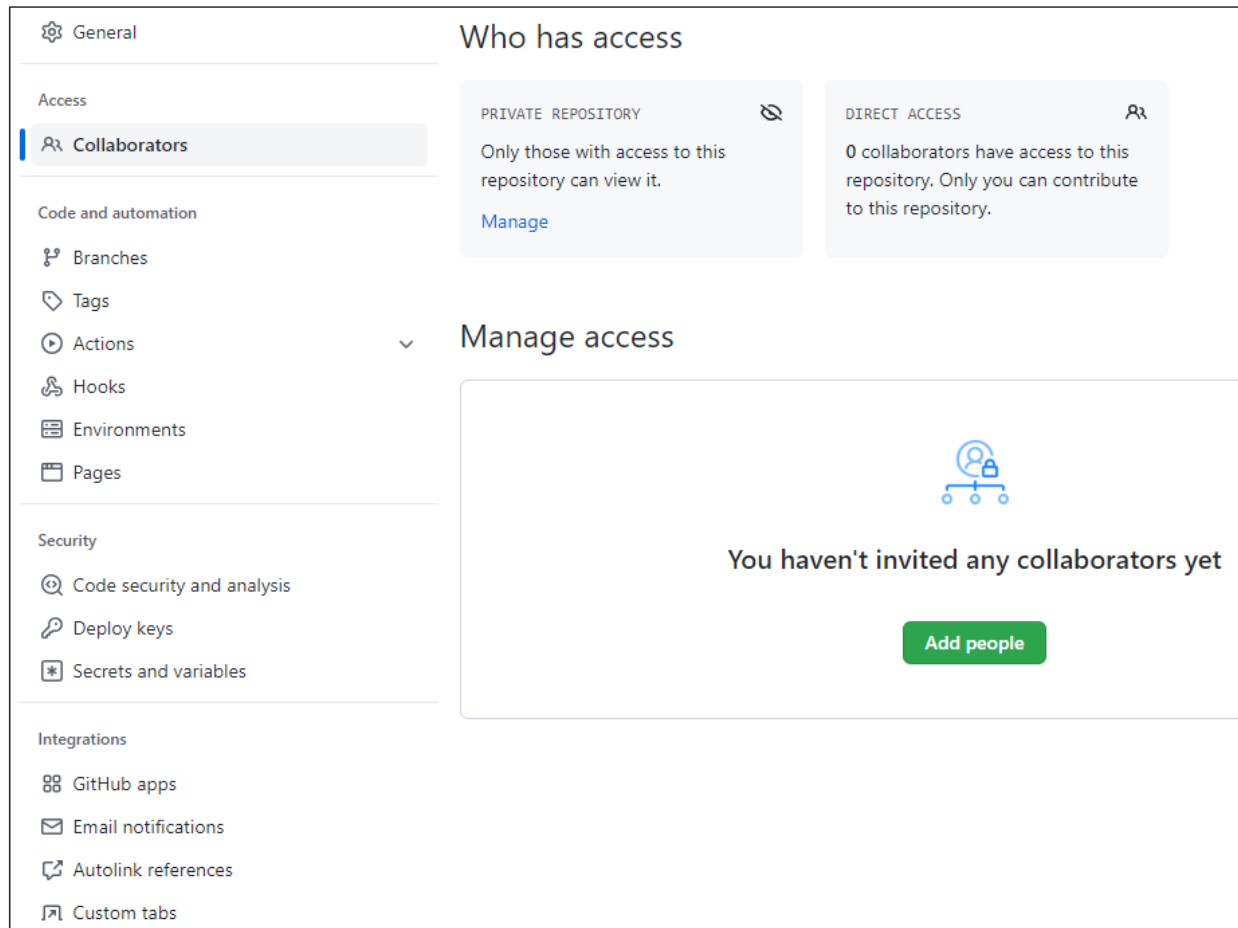 General
Access
Collaborators
Code and automation
Branches
Tags
Actions
Hooks
Environments
Pages
Security
Code security and analysis
Deploy keys
Secrets and variables
Integrations
GitHub apps
Email notifications
Autolink references
Custom tabs
Who has access
PRIVATE REPOSITORY
Only those with access to this
repository can view it.
Manage
DIRECT ACCESS
0 collaborators have access to this
repository. Only you can contribute
to this repository.
Manage access
You haven't invited any collaborators yet
Add people